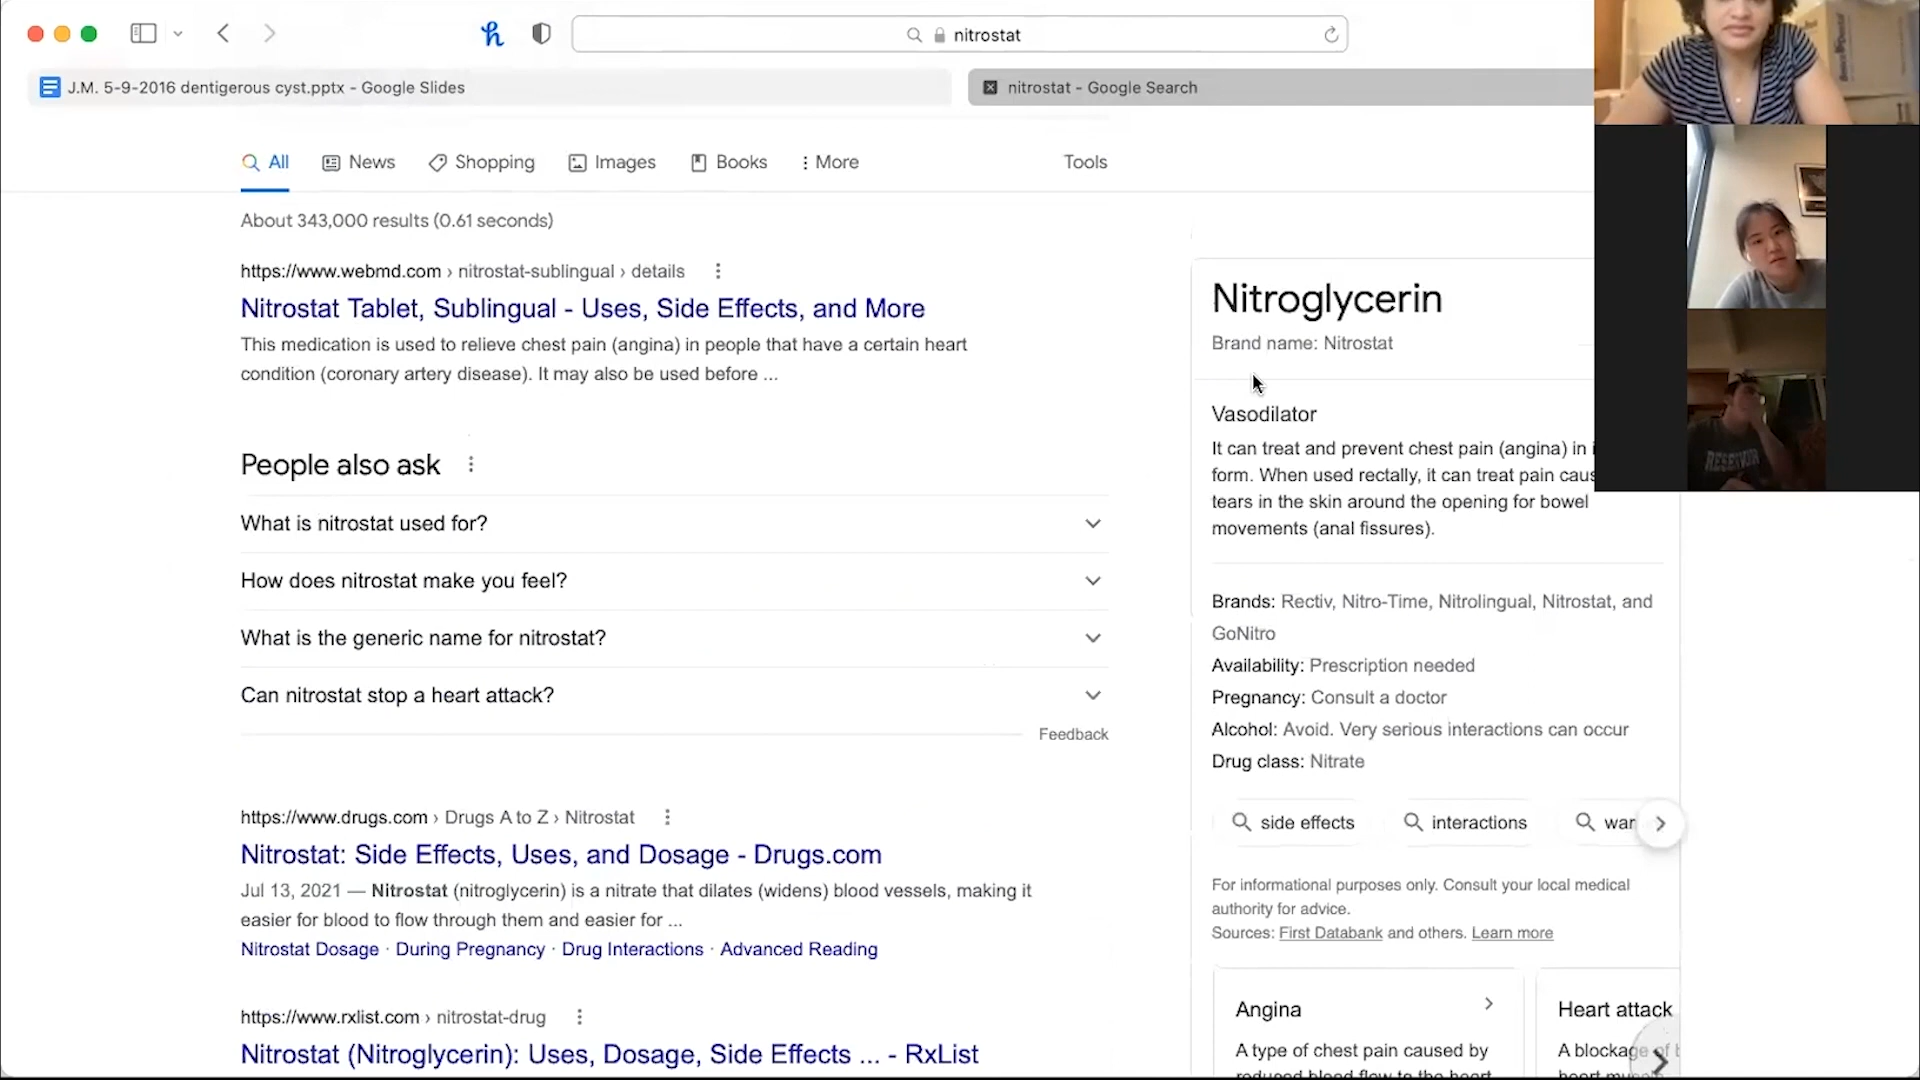 nitrostat
J.M. 5-9-2016 dentigerous cyst.pptx - Google Slides
nitrostat - Google Search
All
News
Shopping
Images
Books
More
Tools
About 343,000 results (0.61 seconds)
https://www.webmd.com › nitrostat-sublingual › details
Nitrostat Tablet, Sublingual - Uses, Side Effects, and More
This medication is used to relieve chest pain (angina) in people that have a certain heart
condition (coronary artery disease). It may also be used before ...
People also ask
What is nitrostat used for?
How does nitrostat make you feel?
What is the generic name for nitrostat?
Can nitrostat stop a heart attack?
Feedback
https://www.drugs.com › Drugs A to Z › Nitrostat
Nitrostat: Side Effects, Uses, and Dosage - Drugs.com
Jul 13, 2021 — Nitrostat (nitroglycerin) is a nitrate that dilates (widens) blood vessels, making it
easier for blood to flow through them and easier for ...
Nitrostat Dosage · During Pregnancy · Drug Interactions · Advanced Reading
https://www.rxlist.com › nitrostat-drug
Nitrostat (Nitroglycerin): Uses, Dosage, Side Effects ... - RxList
Nitroglycerin
Brand name: Nitrostat
Vasodilator
It can treat and prevent chest pain (angina) in
form. When used rectally, it can treat pain
tears in the skin around the opening for bowel
movements (anal fissures).
Brands: Rectiv, Nitro-Time, Nitrolingual, Nitrostat, and
GoNitro
Availability: Prescription needed
Pregnancy: Consult a doctor
Alcohol: Avoid. Very serious interactions can occur
Drug class: Nitrate
side effects
interactions
For informational purposes only. Consult your local medical
authority for advice.
Sources: First Databank and others. Learn more
Angina
A type of chest pain caused by
reduced blood flow to the heart
Heart attack
A blockage of
heart